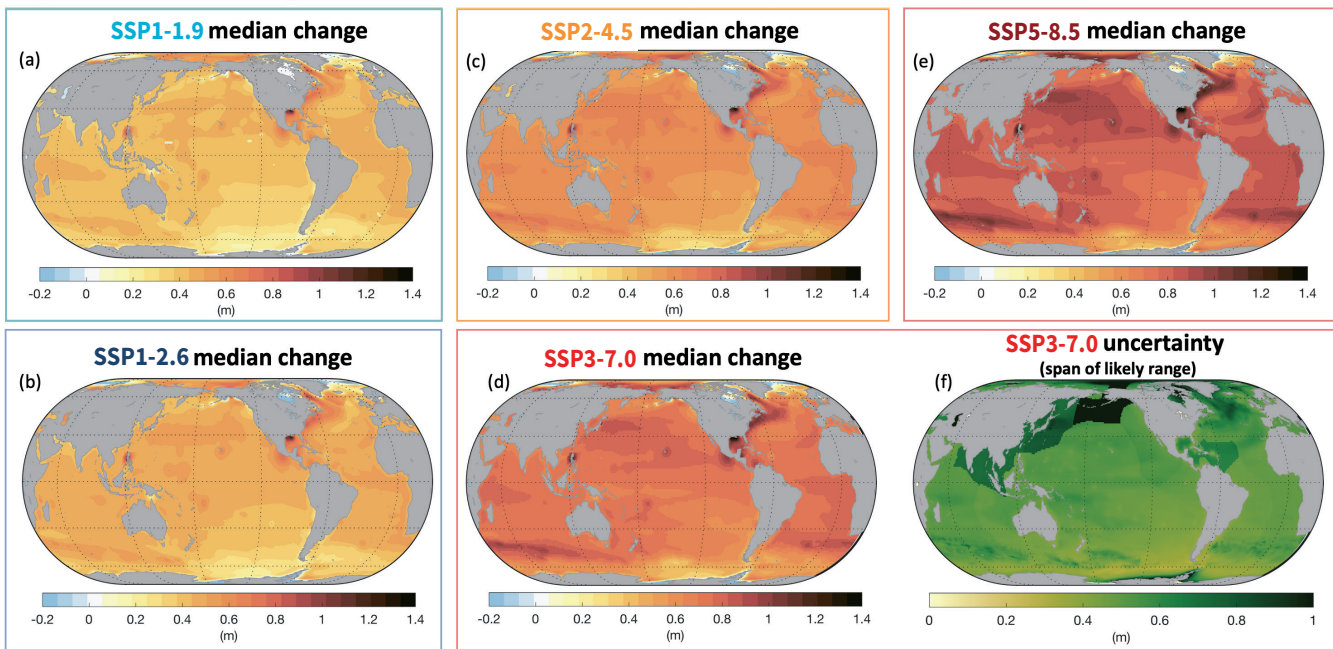 SSP1-1.9 median change
(a)
-0.2 0 0.2 0.4 0.6 0.8 1 1.2 1.4
(m)
SSP2-4.5 median change
(c)
-0.2 0 0.2 0.4 0.6 0.8 1 1.2 1.4
(m)
SSP5-8.5 median change
(e)
-0.2 0 0.2 0.4 0.6 0.8 1 1.2 1.4
(m)
SSP1-2.6 median change
(b)
-0.2 0 0.2 0.4 0.6 0.8 1 1.2 1.4
(m)
SSP3-7.0 median change
(d)
-0.2 0 0.2 0.4 0.6 0.8 1 1.2 1.4
(m)
SSP3-7.0 uncertainty
(span of likely range)
(f)
0 0.2 0.4 0.6 0.8 1
(m)